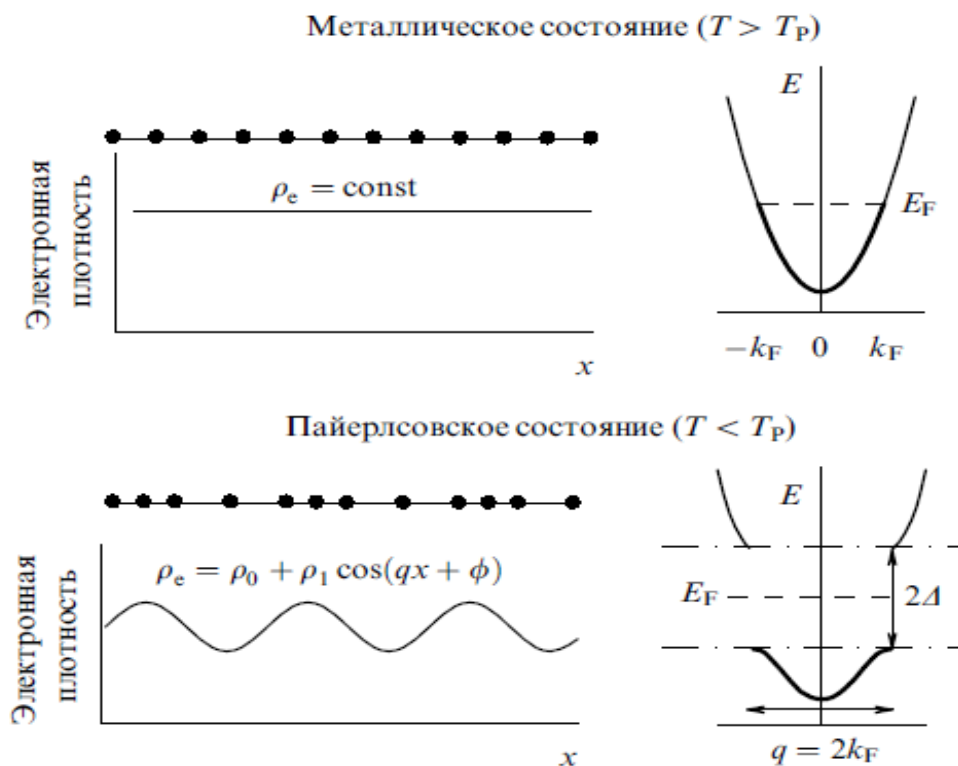 Металлическое состояние (T > T_P)
Электронная
плотность
ρ_e = const
x
E
E_F
−k_F 0 k_F
Пайерлсовское состояние (T < T_P)
Электронная
плотность
ρ_e = ρ_0 + ρ_1 cos(qx + ϕ)
x
E
E_F
2Δ
q = 2k_F